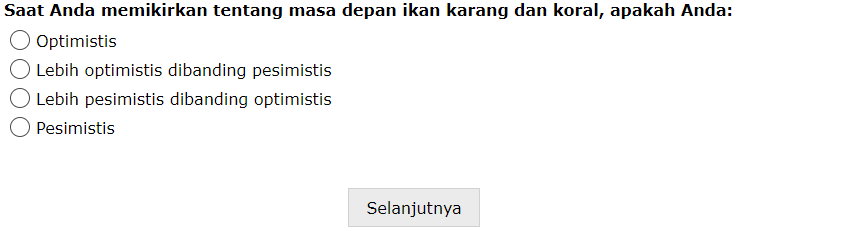 Saat Anda memikirkan tentang masa depan ikan karang dan koral, apakah Anda:
Optimistis
Lebih optimistis dibanding pesimistis
Lebih pesimistis dibanding optimistis
Pesimistis
Selanjutnya